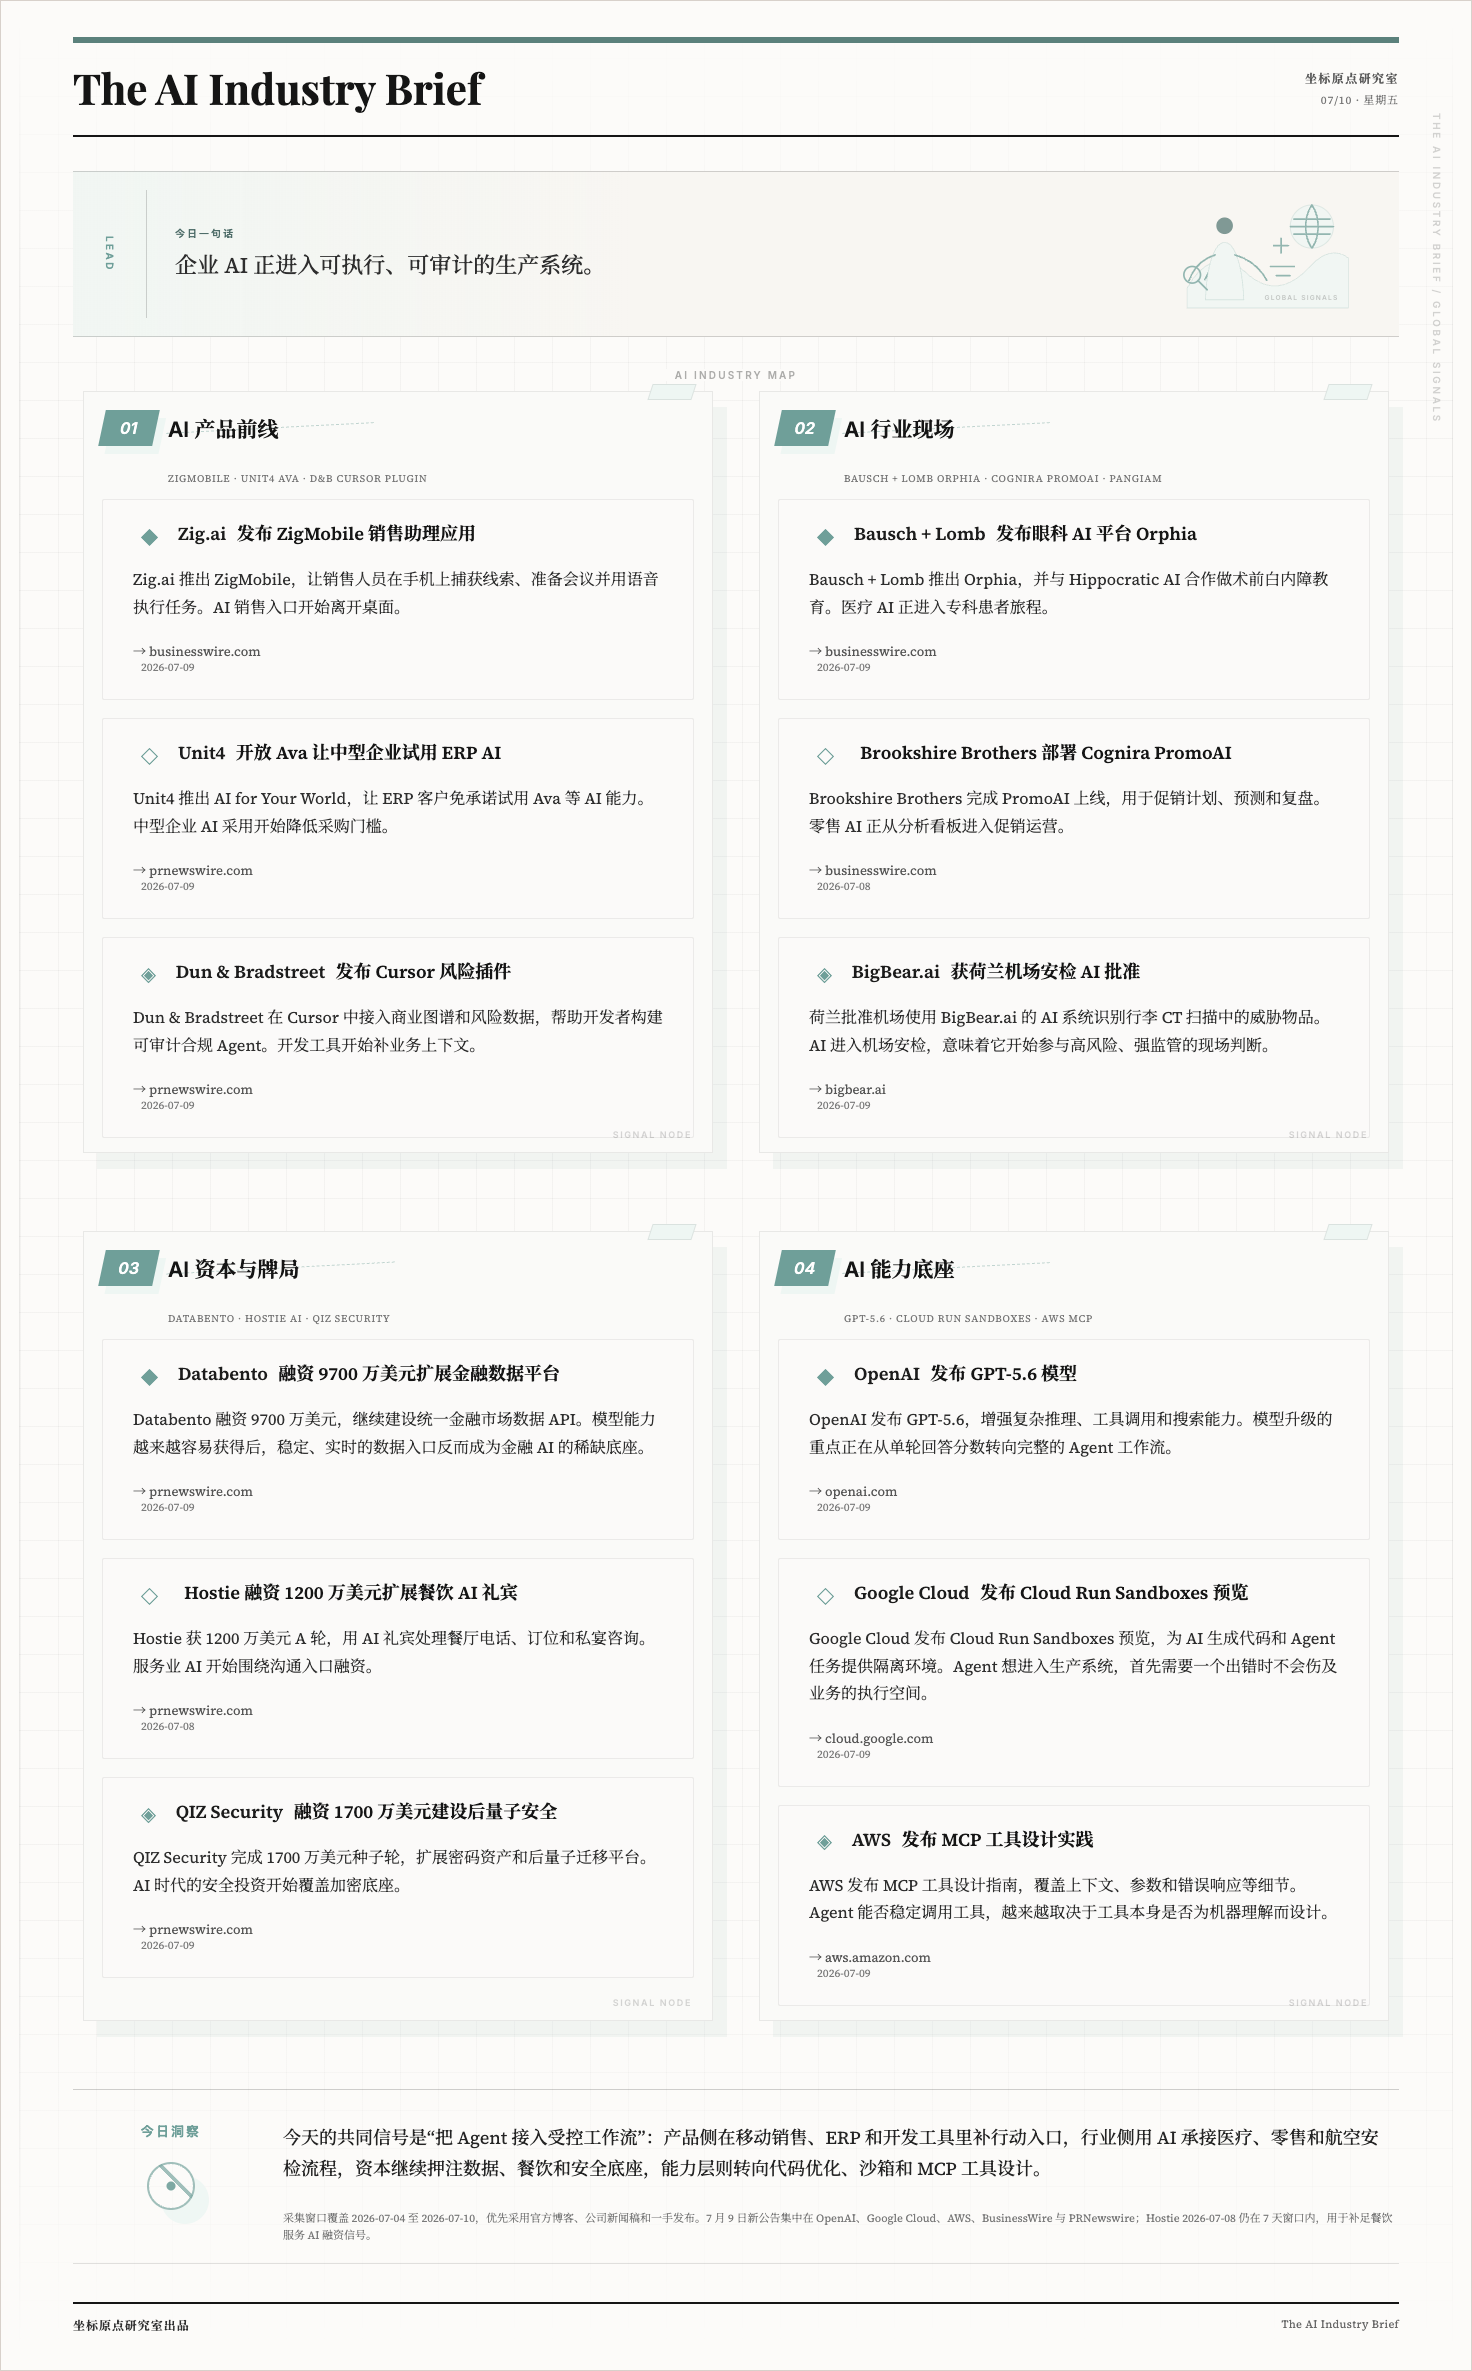 The AI Industry Brief
坐标原点研究室
07/10 · 星期五
THE AI INDUSTRY BRIEF / GLOBAL SIGNALS
LEAD
今日一句话
企业 AI 正进入可执行、可审计的生产系统。
GLOBAL SIGNALS
AI INDUSTRY MAP
01
AI 产品前线
ZIGMOBILE · UNIT4 AVA · D&B CURSOR PLUGIN
◆ Zig.ai 发布 ZigMobile 销售助理应用
Zig.ai 推出 ZigMobile，让销售人员在手机上捕获线索、准备会议并用语音
执行任务。AI 销售入口开始离开桌面。
→ businesswire.com
2026-07-09
◇ Unit4 开放 Ava 让中型企业试用 ERP AI
Unit4 推出 AI for Your World，让 ERP 客户免承诺试用 Ava 等 AI 能力。
中型企业 AI 采用开始降低采购门槛。
→ prnewswire.com
2026-07-09
◈ Dun & Bradstreet 发布 Cursor 风险插件
Dun & Bradstreet 在 Cursor 中接入商业图谱和风险数据，帮助开发者构建
可审计合规 Agent。开发工具开始补业务上下文。
→ prnewswire.com
2026-07-09
SIGNAL NODE
02
AI 行业现场
BAUSCH + LOMB ORPHIA · COGNIRA PROMOAI · PANGIAM
◆ Bausch + Lomb 发布眼科 AI 平台 Orphia
Bausch + Lomb 推出 Orphia，并与 Hippocratic AI 合作做术前白内障教
育。医疗 AI 正进入专科患者旅程。
→ businesswire.com
2026-07-09
◇ Brookshire Brothers 部署 Cognira PromoAI
Brookshire Brothers 完成 PromoAI 上线，用于促销计划、预测和复盘。
零售 AI 正从分析看板进入促销运营。
→ businesswire.com
2026-07-08
◈ BigBear.ai 获荷兰机场安检 AI 批准
荷兰批准机场使用 BigBear.ai 的 AI 系统识别行李 CT 扫描中的威胁物品。
AI 进入机场安检，意味着它开始参与高风险、强监管的现场判断。
→ bigbear.ai
2026-07-09
SIGNAL NODE
03
AI 资本与牌局
DATABENTO · HOSTIE AI · QIZ SECURITY
◆ Databento 融资 9700 万美元扩展金融数据平台
Databento 融资 9700 万美元，继续建设统一金融市场数据 API。模型能力
越来越容易获得后，稳定、实时的数据入口反而成为金融 AI 的稀缺底座。
→ prnewswire.com
2026-07-09
◇ Hostie 融资 1200 万美元扩展餐饮 AI 礼宾
Hostie 获 1200 万美元 A 轮，用 AI 礼宾处理餐厅电话、订位和私宴咨询。
服务业 AI 开始围绕沟通入口融资。
→ prnewswire.com
2026-07-08
◈ QIZ Security 融资 1700 万美元建设后量子安全
QIZ Security 完成 1700 万美元种子轮，扩展密码资产和后量子迁移平台。
AI 时代的安全投资开始覆盖加密底座。
→ prnewswire.com
2026-07-09
SIGNAL NODE
04
AI 能力底座
GPT-5.6 · CLOUD RUN SANDBOXES · AWS MCP
◆ OpenAI 发布 GPT-5.6 模型
OpenAI 发布 GPT-5.6，增强复杂推理、工具调用和搜索能力。模型升级的
重点正在从单轮回答分数转向完整的 Agent 工作流。
→ openai.com
2026-07-09
◇ Google Cloud 发布 Cloud Run Sandboxes 预览
Google Cloud 发布 Cloud Run Sandboxes 预览，为 AI 生成代码和 Agent
任务提供隔离环境。Agent 想进入生产系统，首先需要一个出错时不会伤及
业务的执行空间。
→ cloud.google.com
2026-07-09
◈ AWS 发布 MCP 工具设计实践
AWS 发布 MCP 工具设计指南，覆盖上下文、参数和错误响应等细节。
Agent 能否稳定调用工具，越来越取决于工具本身是否为机器理解而设计。
→ aws.amazon.com
2026-07-09
SIGNAL NODE
今日洞察
今天的共同信号是“把 Agent 接入受控工作流”：产品侧在移动销售、ERP 和开发工具里补行动入口，行业侧用 AI 承接医疗、零售和航空安
检流程，资本继续押注数据、餐饮和安全底座，能力层则转向代码优化、沙箱和 MCP 工具设计。
采集窗口覆盖 2026-07-04 至 2026-07-10，优先采用官方博客、公司新闻稿和一手发布。7 月 9 日新公告集中在 OpenAI、Google Cloud、AWS、BusinessWire 与 PRNewswire；Hostie 2026-07-08 仍在 7 天窗口内，用于补足餐饮
服务 AI 融资信号。
坐标原点研究室出品
The AI Industry Brief